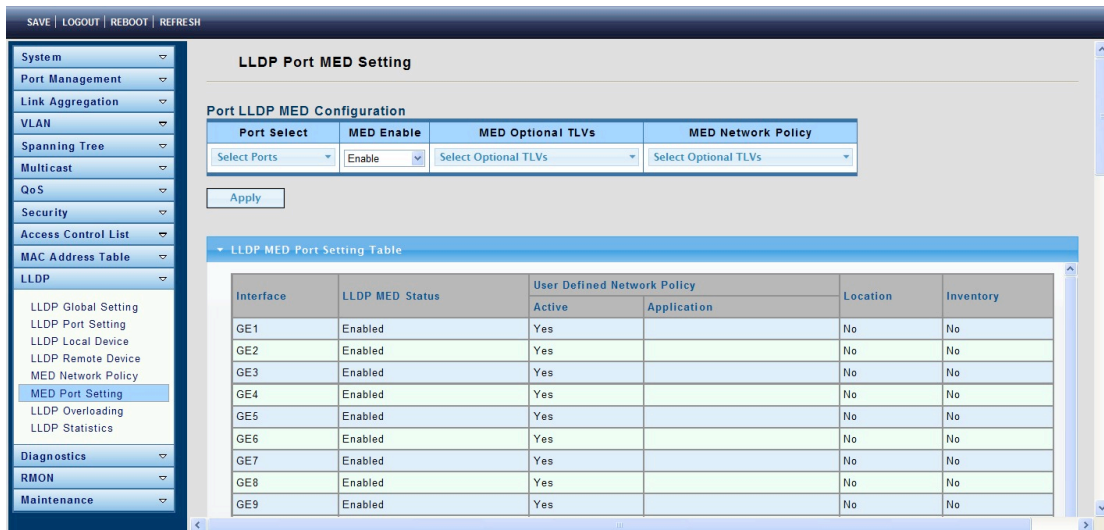 SAVE | LOGOUT | REBOOT | REFRESH
System
Port Management
Link Aggregation
VLAN
Spanning Tree
Multicast
QoS
Security
Access Control List
MAC Address Table
LLDP
LLDP Global Setting
LLDP Port Setting
LLDP Local Device
LLDP Remote Device
MED Network Policy
MED Port Setting
LLDP Overloading
LLDP Statistics
Diagnostics
RMON
Maintenance
LLDP Port MED Setting
Port LLDP MED Configuration
Port Select MED Enable MED Optional TLVs MED Network Policy
Select Ports Enable Select Optional TLVs Select Optional TLVs
Apply
LLDP MED Port Setting Table
Interface LLDP MED Status User Defined Network Policy Location Inventory
Active Application
GE1 Enabled Yes No No
GE2 Enabled Yes No No
GE3 Enabled Yes No No
GE4 Enabled Yes No No
GE5 Enabled Yes No No
GE6 Enabled Yes No No
GE7 Enabled Yes No No
GE8 Enabled Yes No No
GE9 Enabled Yes No No